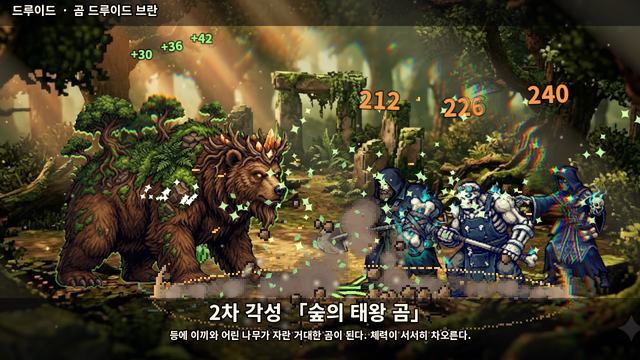 드루이드 · 곰 드루이드 브란
+30 +36 +42
212 226 240
2차 각성 「숲의 태왕 곰」
등에 이끼와 어린 나무가 자란 거대한 곰이 된다. 체력이 서서히 차오른다.